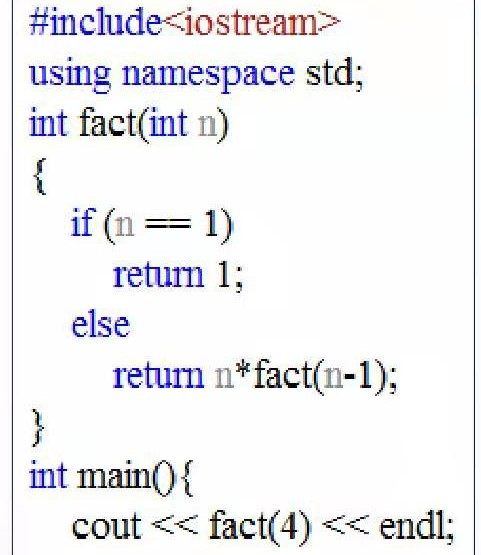 #include<iostream>
using namespace std;
int fact(int n)
{
if (n == 1)
return 1;
else
return n*fact(n-1);
}
int main(){
cout << fact(4) << endl;